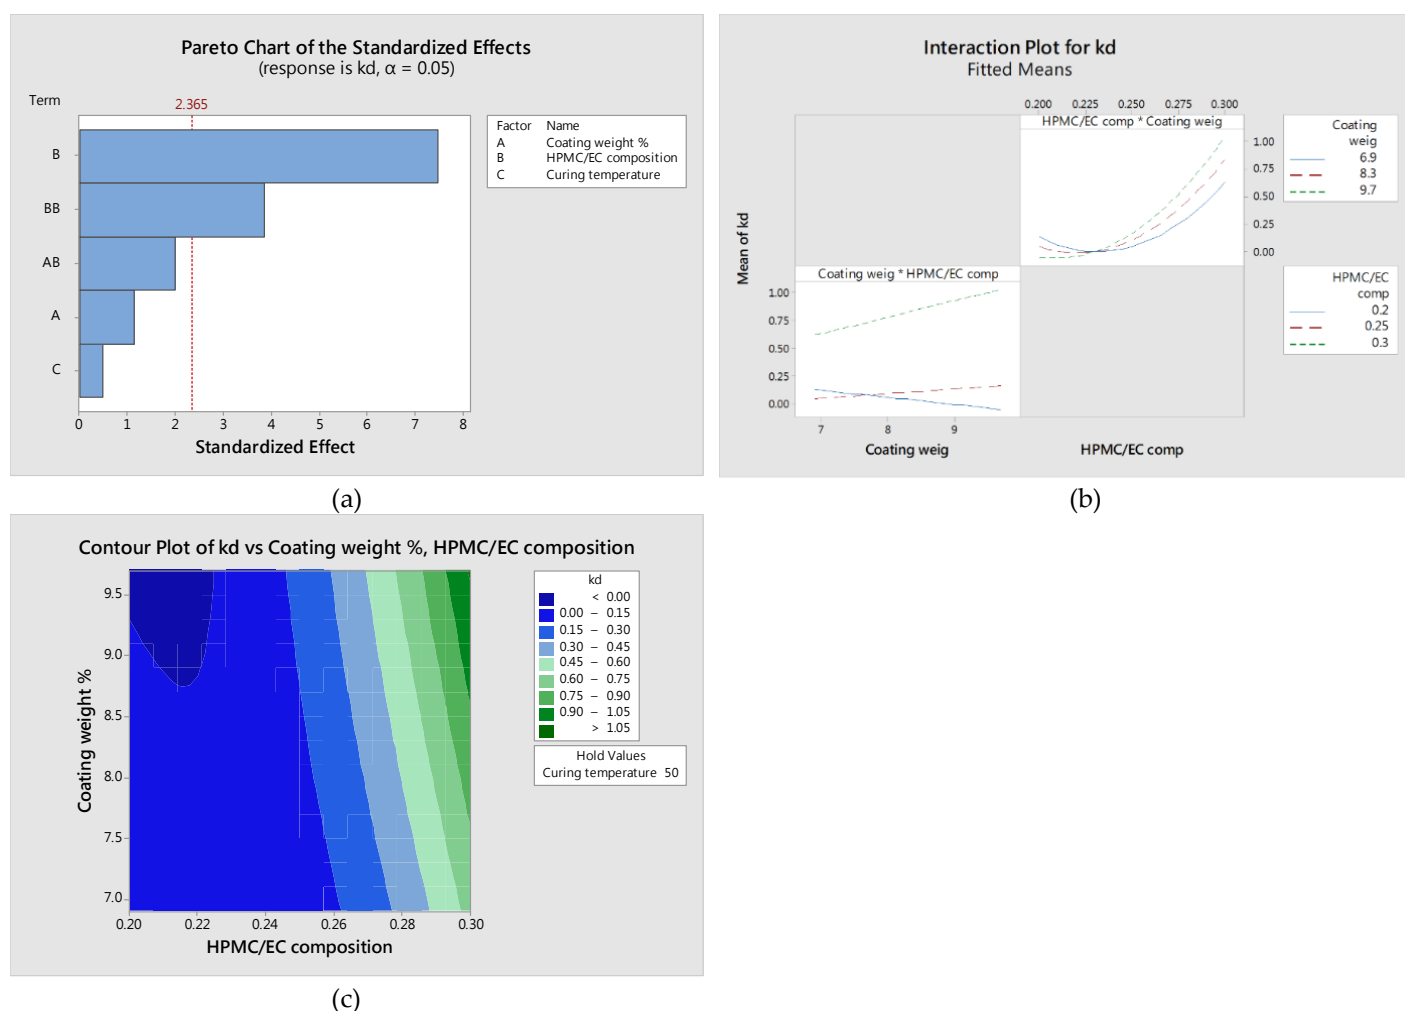 Pareto Chart of the Standardized Effects
(response is kd, α = 0.05)
Term
2.365
B
BB
AB
A
C
0 1 2 3 4 5 6 7 8
Standardized Effect
Factor Name
A Coating weight %
B HPMC/EC composition
C Curing temperature
(a)
Interaction Plot for kd
Fitted Means
0.200 0.225 0.250 0.275 0.300
HPMC/EC comp * Coating weig
1.00
0.75
0.50
0.25
0.00
Coating
weig
6.9
8.3
9.7
Mean of kd
Coating weig * HPMC/EC comp
1.00
0.75
0.50
0.25
0.00
7 8 9
Coating weig
HPMC/EC comp
HPMC/EC
comp
0.2
0.25
0.3
(b)
Contour Plot of kd vs Coating weight %, HPMC/EC composition
Coating weight %
9.5
9.0
8.5
8.0
7.5
7.0
0.20 0.22 0.24 0.26 0.28 0.30
HPMC/EC composition
kd
< 0.00
0.00 – 0.15
0.15 – 0.30
0.30 – 0.45
0.45 – 0.60
0.60 – 0.75
0.75 – 0.90
0.90 – 1.05
> 1.05
Hold Values
Curing temperature 50
(c)